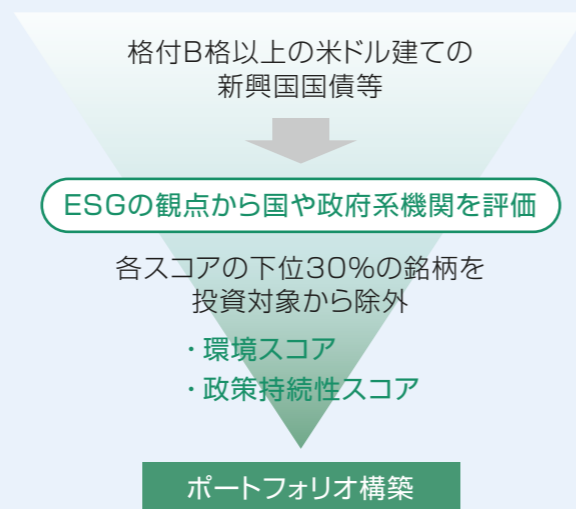 格付B格以上の米ドル建ての
新興国国債等
ESGの観点から国や政府系機関を評価
各スコアの下位30%の銘柄を
投資対象から除外
・環境スコア
・政策持続性スコア
ポートフォリオ構築